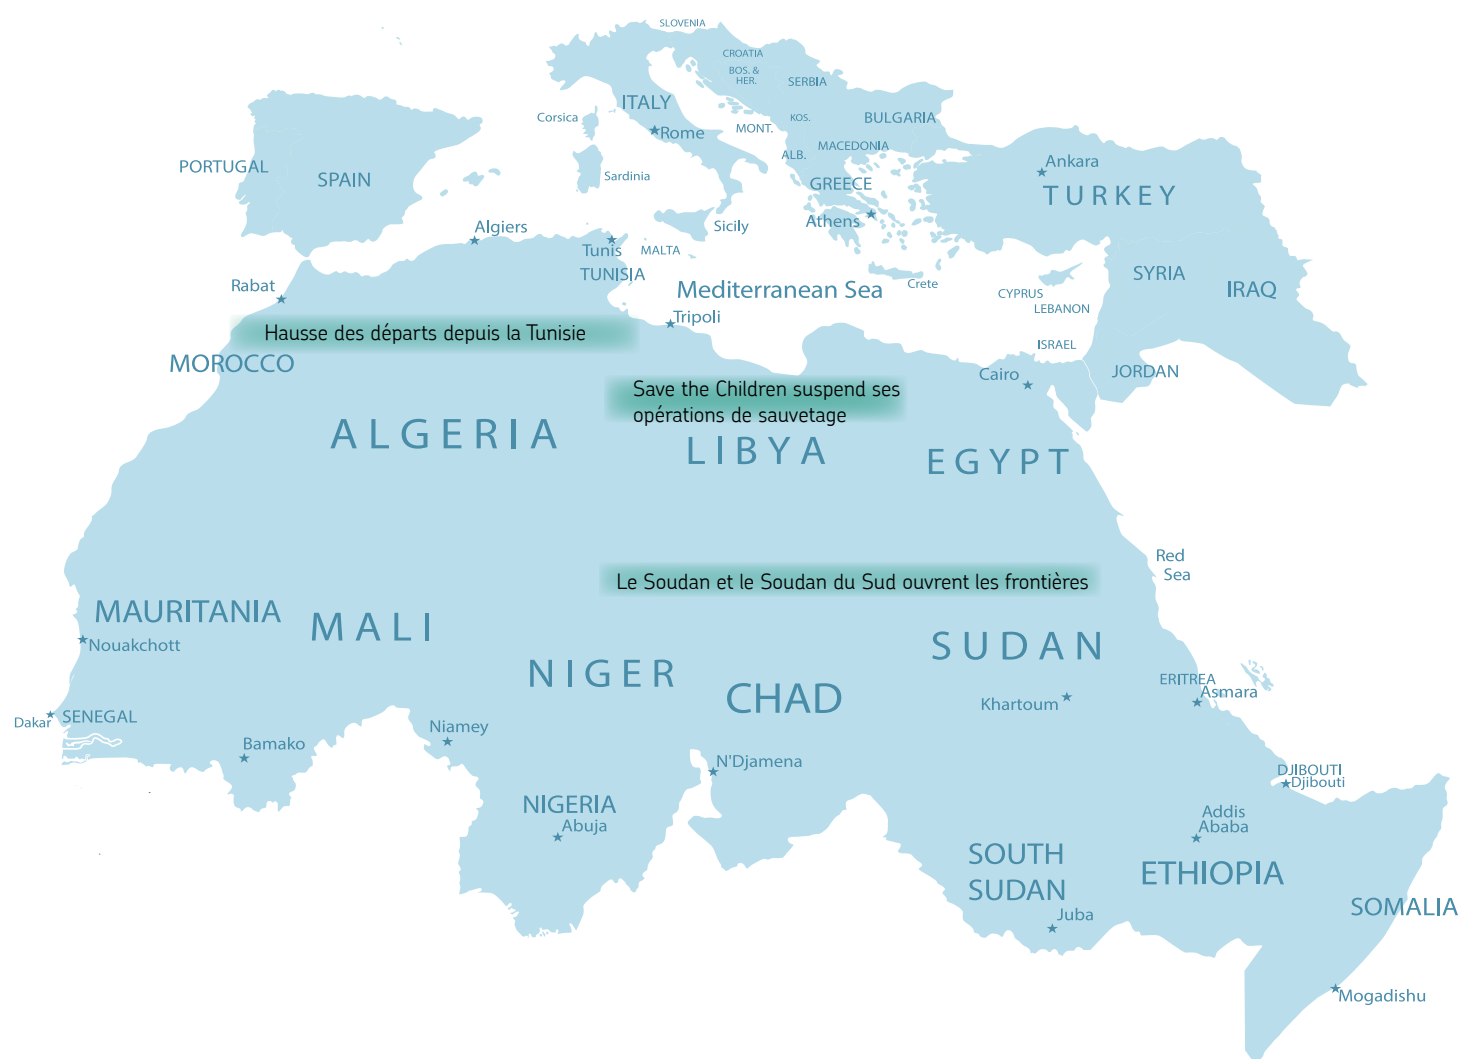 SLOVENIA
CROATIA
BOS. &
HER.
SERBIA
ITALY
Corsica
Rome
KOS.
BULGARIA
MONT.
MACEDONIA
ALB.
PORTUGAL
SPAIN
Sardinia
GREECE
Ankara
TURKEY
Athens
Sicily
Algiers
Tunis
MALTA
TUNISIA
Rabat
Mediterranean Sea
Crete
CYPRUS
LEBANON
SYRIA
IRAQ
Tripoli
Hausse des départs depuis la Tunisie
ISRAEL
MOROCCO
Cairo
JORDAN
Save the Children suspend ses
opérations de sauvetage
ALGERIA
LIBYA
EGYPT
Red
Sea
Le Soudan et le Soudan du Sud ouvrent les frontières
MAURITANIA
MALI
Nouakchott
SUDAN
NIGER
CHAD
ERITREA
Asmara
Khartoum
Dakar
SENEGAL
Niamey
Bamako
N'Djamena
DJIBOUTI
Djibouti
NIGERIA
Abuja
Addis
Ababa
SOUTH
SUDAN
ETHIOPIA
Juba
SOMALIA
Mogadishu